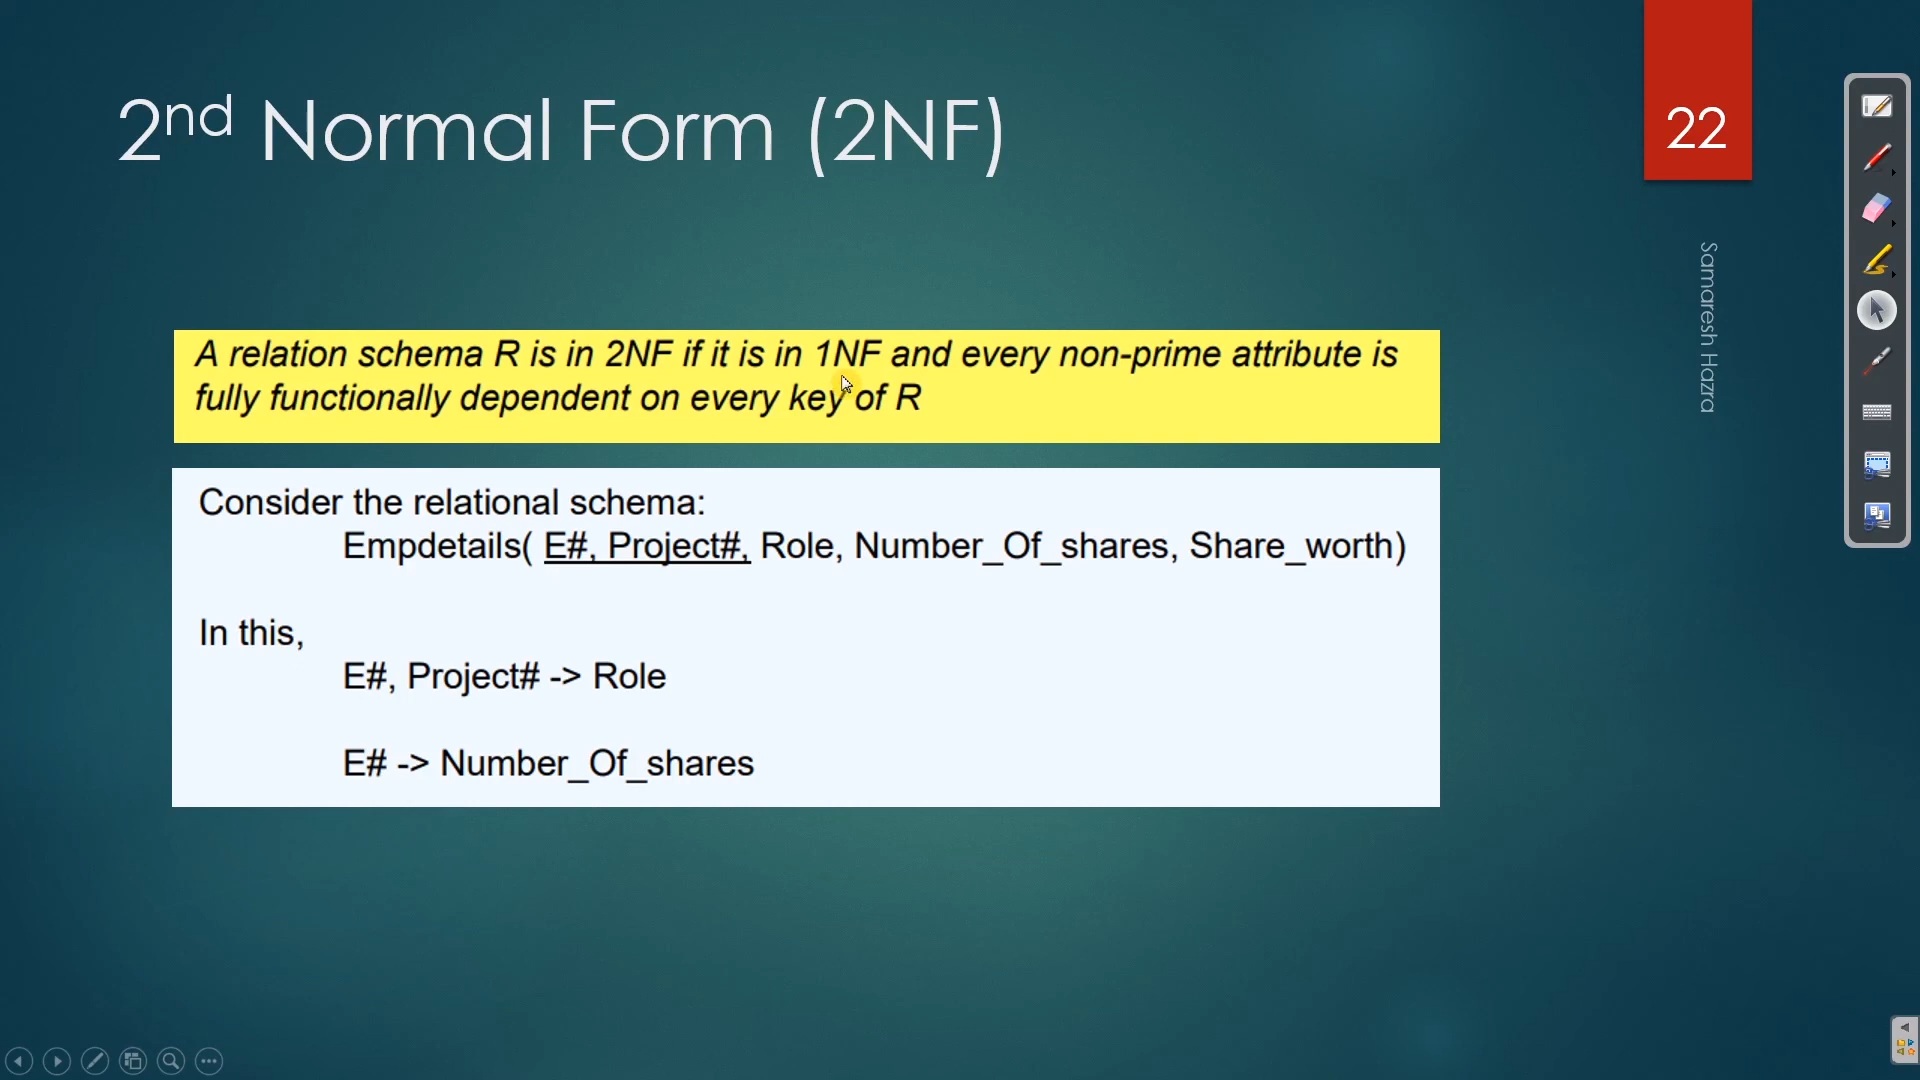 2nd Normal Form (2NF)
22
Samaresh Hazra
A relation schema R is in 2NF if it is in 1NF and every non-prime attribute is
fully functionally dependent on every key of R
Consider the relational schema:
Empdetails( E#, Project#, Role, Number_Of_shares, Share_worth)
In this,
E#, Project# -> Role
E# -> Number_Of_shares